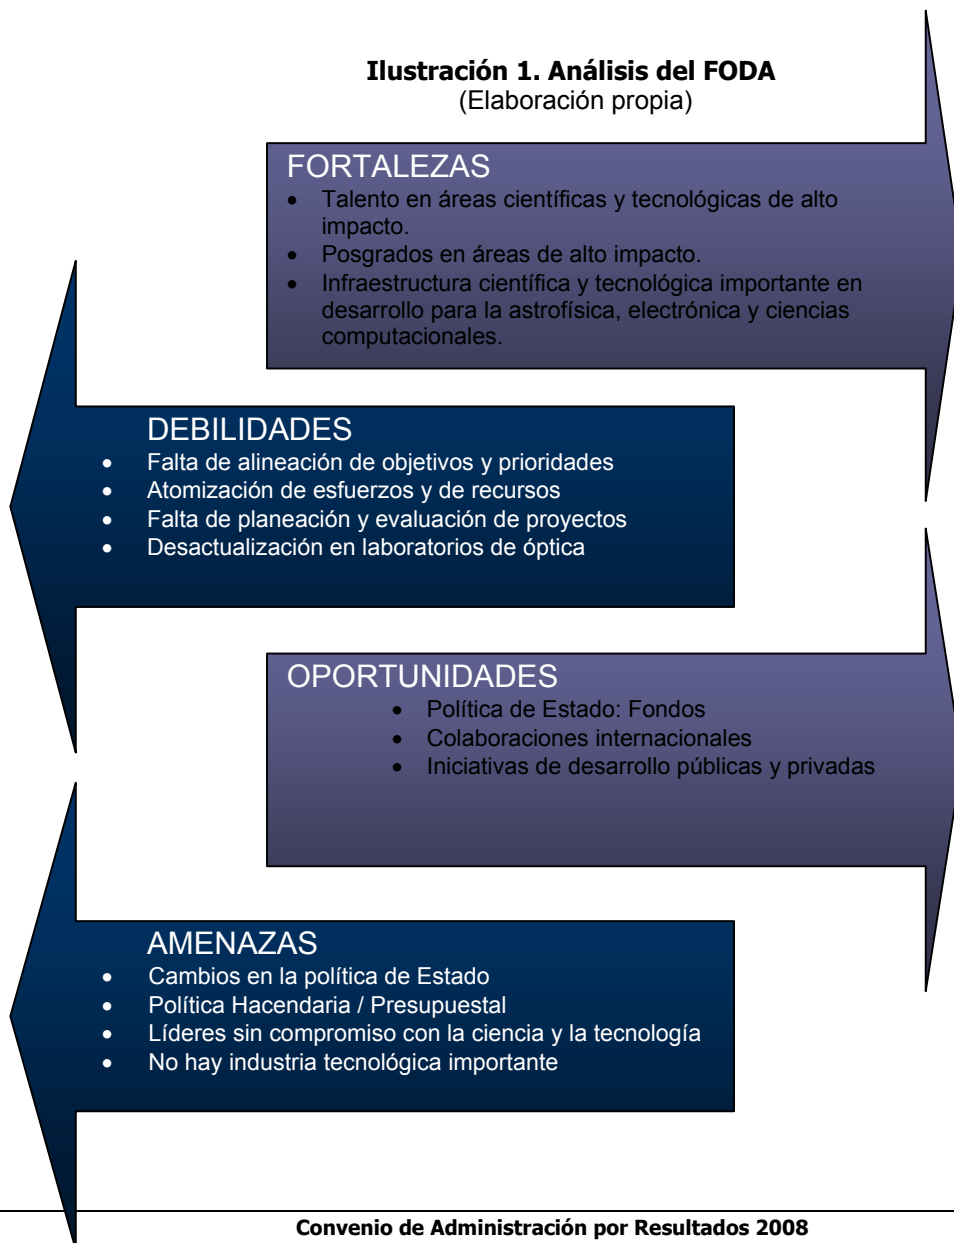 Ilustración 1. Análisis del FODA
(Elaboración propia)
FORTALEZAS
• Talento en áreas científicas y tecnológicas de alto
impacto.
• Posgrados en áreas de alto impacto.
• Infraestructura científica y tecnológica importante en
desarrollo para la astrofísica, electrónica y ciencias
computacionales.
DEBILIDADES
• Falta de alineación de objetivos y prioridades
• Atomización de esfuerzos y de recursos
• Falta de planeación y evaluación de proyectos
• Desactualización en laboratorios de óptica
OPORTUNIDADES
• Política de Estado: Fondos
• Colaboraciones internacionales
• Iniciativas de desarrollo públicas y privadas
AMENAZAS
• Cambios en la política de Estado
• Política Hacendaria / Presupuestal
• Líderes sin compromiso con la ciencia y la tecnología
• No hay industria tecnológica importante
Convenio de Administración por Resultados 2008